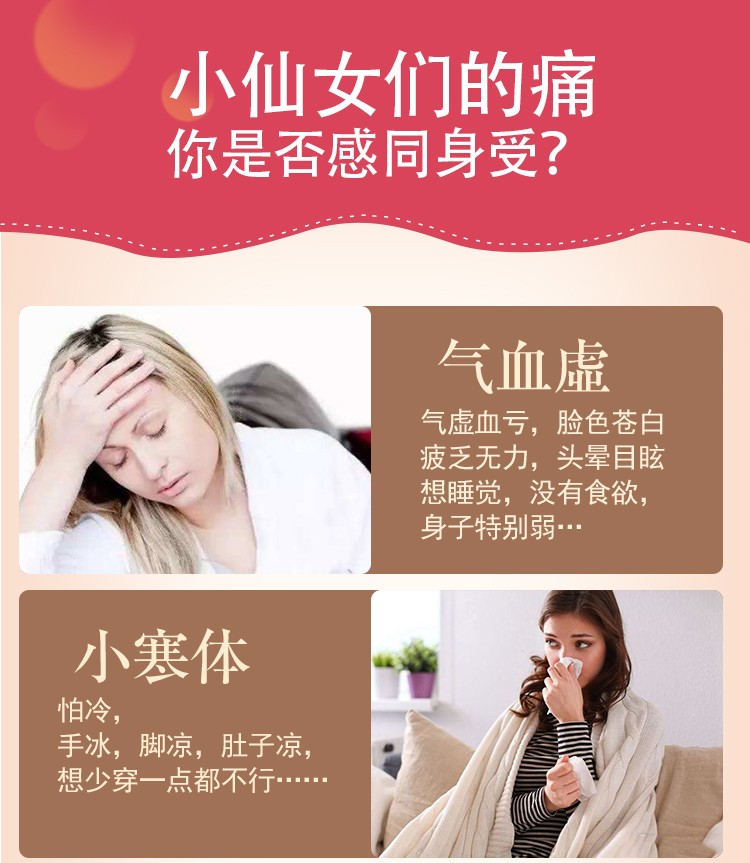 小仙女们的痛
你是否感同身受?
气血虚
气虚血亏，脸色苍白
疲乏无力，头晕目眩
想睡觉，没有食欲，
身子特别弱…
小寒体
怕冷，
手冰，脚凉，肚子凉，
想少穿一点都不行……